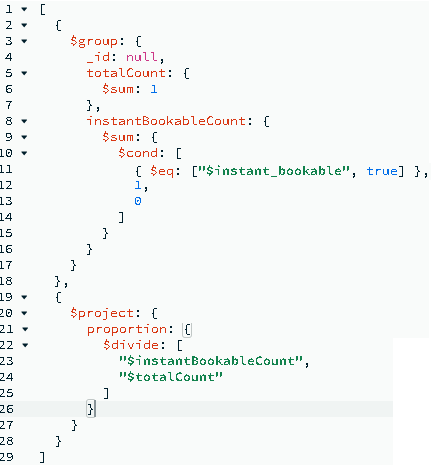 1 [
2 {
3 $group: {
4 _id: null,
5 totalCount: {
6 $sum: 1
7 },
8 instantBookableCount: {
9 $sum: {
10 $cond: [
11 { $eq: ["$instant_bookable", true] },
12 1,
13 0
14 ]
15 }
16 }
17 }
18 },
19 {
20 $project: {
21 proportion: {
22 $divide: [
23 "$instantBookableCount",
24 "$totalCount"
25 ]
26 }
27 }
28 }
29 ]